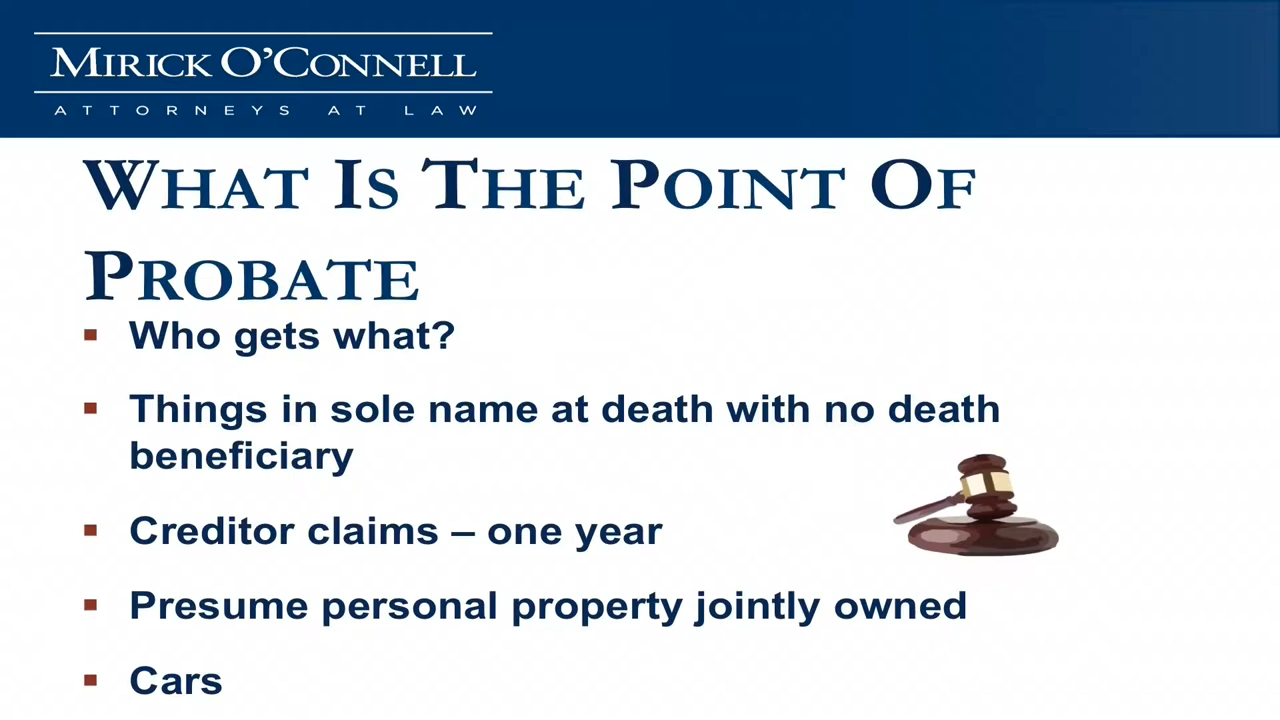 MIRICK O'CONNELL
ATTORNEYS AT LAW
WHAT IS THE POINT OF
PROBATE
▪ Who gets what?
▪ Things in sole name at death with no death
beneficiary
▪ Creditor claims – one year
▪ Presume personal property jointly owned
▪ Cars